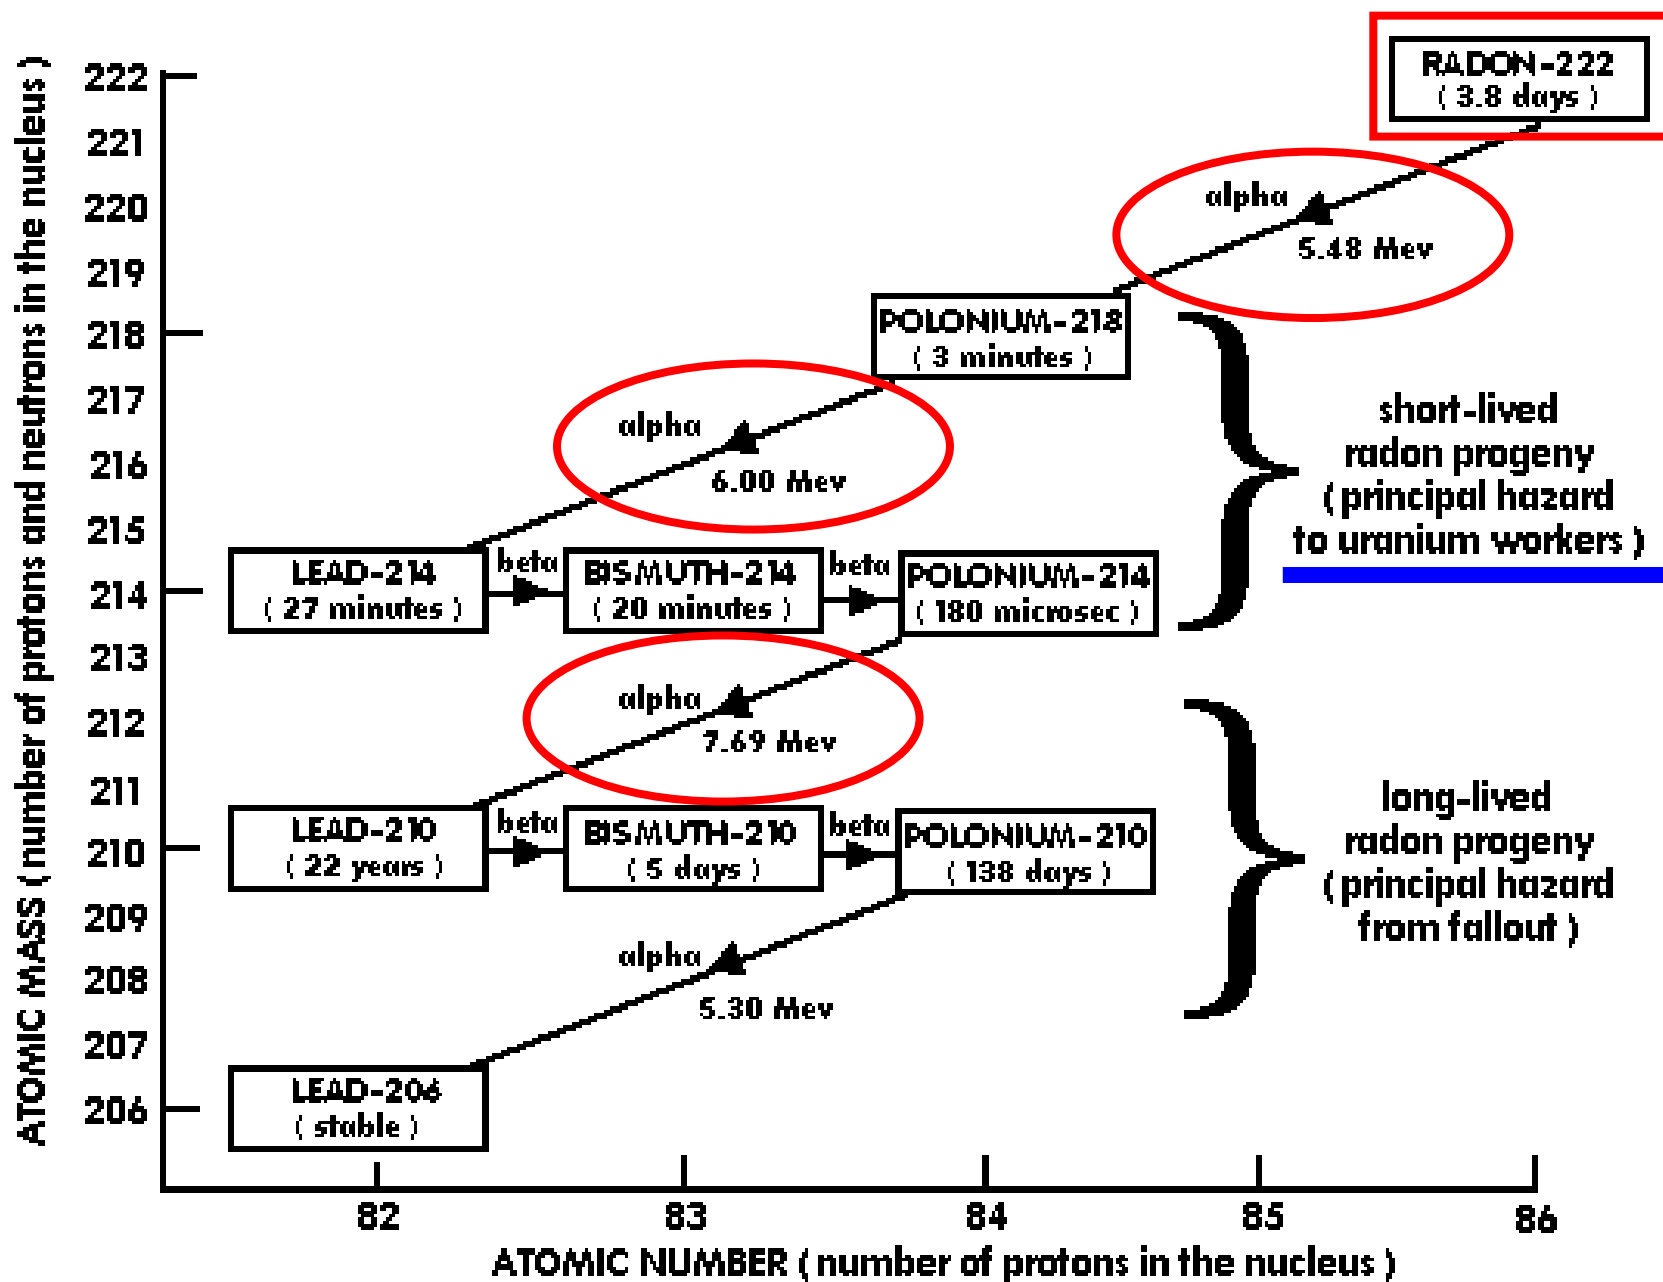 ATOMIC MASS ( number of protons and neutrons in the nucleus )
222
221
220
219
218
217
216
215
214
213
212
211
210
209
208
207
206
RADON-222
( 3.8 days )
alpha
5.48 Mev
POLONIUM-218
( 3 minutes )
alpha
6.00 Mev
short-lived
radon progeny
( principal hazard
to uranium workers )
LEAD-214
( 27 minutes )
beta
BISMUTH-214
( 20 minutes )
beta
POLONIUM-214
( 180 microsec )
alpha
7.69 Mev
LEAD-210
( 22 years )
beta
BISMUTH-210
( 5 days )
beta
POLONIUM-210
( 138 days )
long-lived
radon progeny
( principal hazard
from fallout )
alpha
5.30 Mev
LEAD-206
( stable )
82
83
84
85
86
ATOMIC NUMBER ( number of protons in the nucleus )